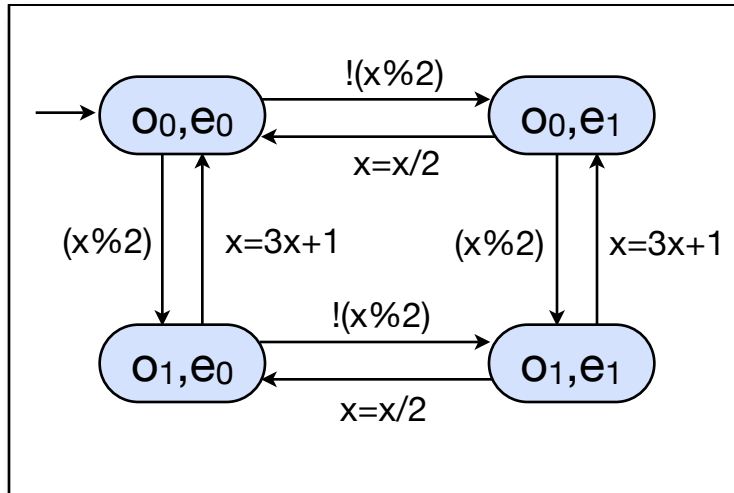 !(x%2)
o₀,e₀
o₀,e₁
x=x/2
(x%2)
x=3x+1
(x%2)
x=3x+1
!(x%2)
o₁,e₀
o₁,e₁
x=x/2